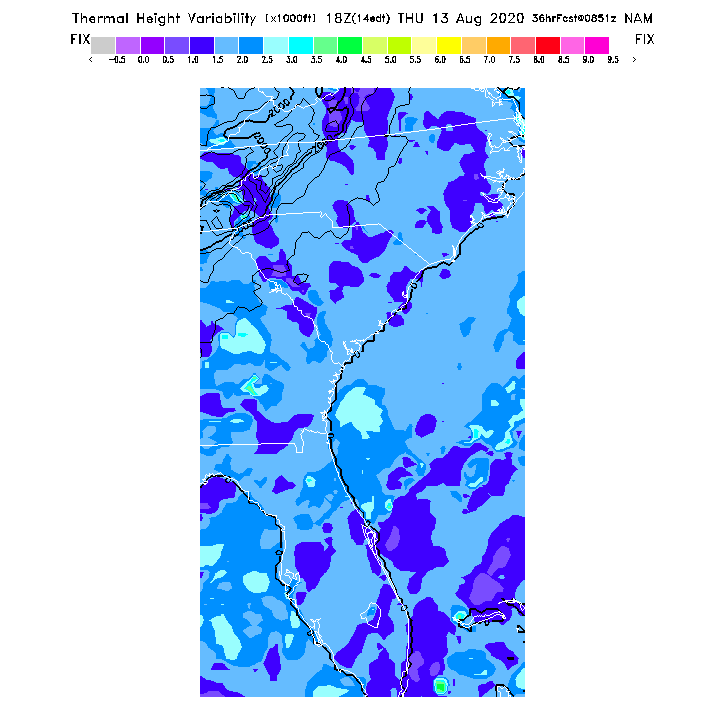 Thermal Height Variability [x1000ft] 18Z(14edt) THU 13 Aug 2020 36hrFcst@0851z NAM
FIX FIX
< -0.5 0.0 0.5 1.0 1.5 2.0 2.5 3.0 3.5 4.0 4.5 5.0 5.5 6.0 6.5 7.0 7.5 8.0 8.5 9.0 9.5 >
2000